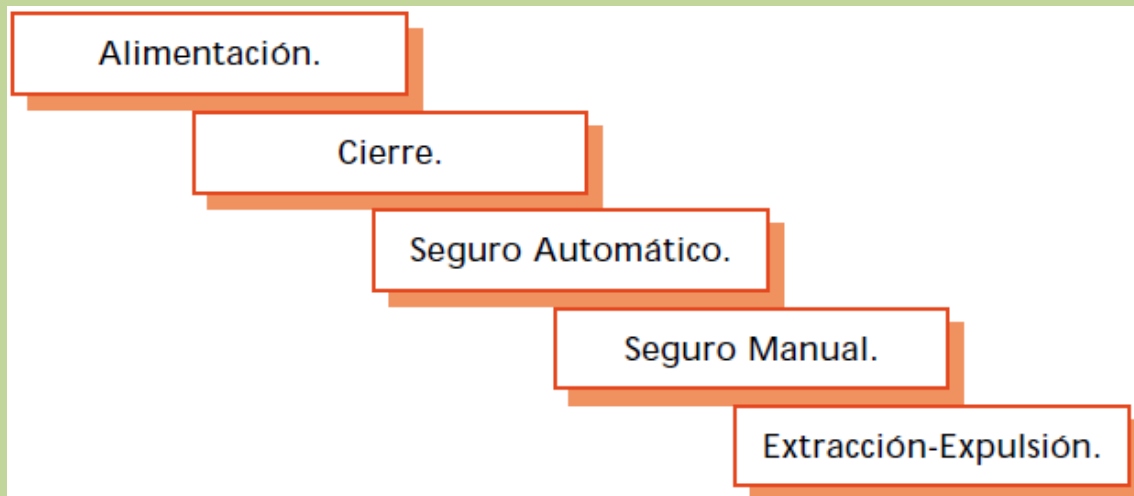 Alimentación.
Cierre.
Seguro Automático.
Seguro Manual.
Extracción-Expulsión.